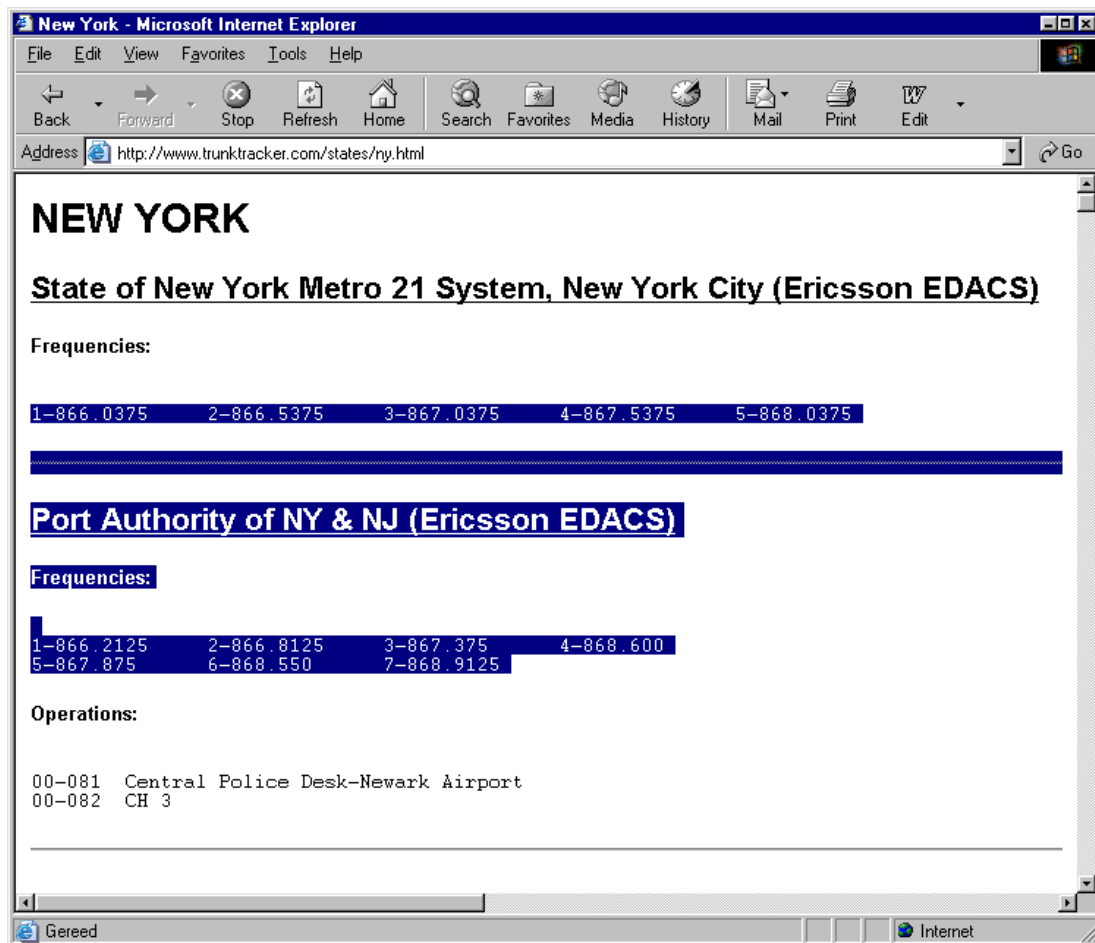 New York - Microsoft Internet Explorer
File Edit View Favorites Tools Help
Back Forward Stop Refresh Home Search Favorites Media History Mail Print Edit
Address http://www.trunktracker.com/states/ny.html Go
NEW YORK
State of New York Metro 21 System, New York City (Ericsson EDACS)
Frequencies:
1-866.0375 2-866.5375 3-867.0375 4-867.5375 5-868.0375
Port Authority of NY & NJ (Ericsson EDACS)
Frequencies:
1-866.2125 2-866.8125 3-867.375 4-868.600
5-867.875 6-868.550 7-868.9125
Operations:
00-081 Central Police Desk-Newark Airport
00-082 CH 3
Gereed Internet